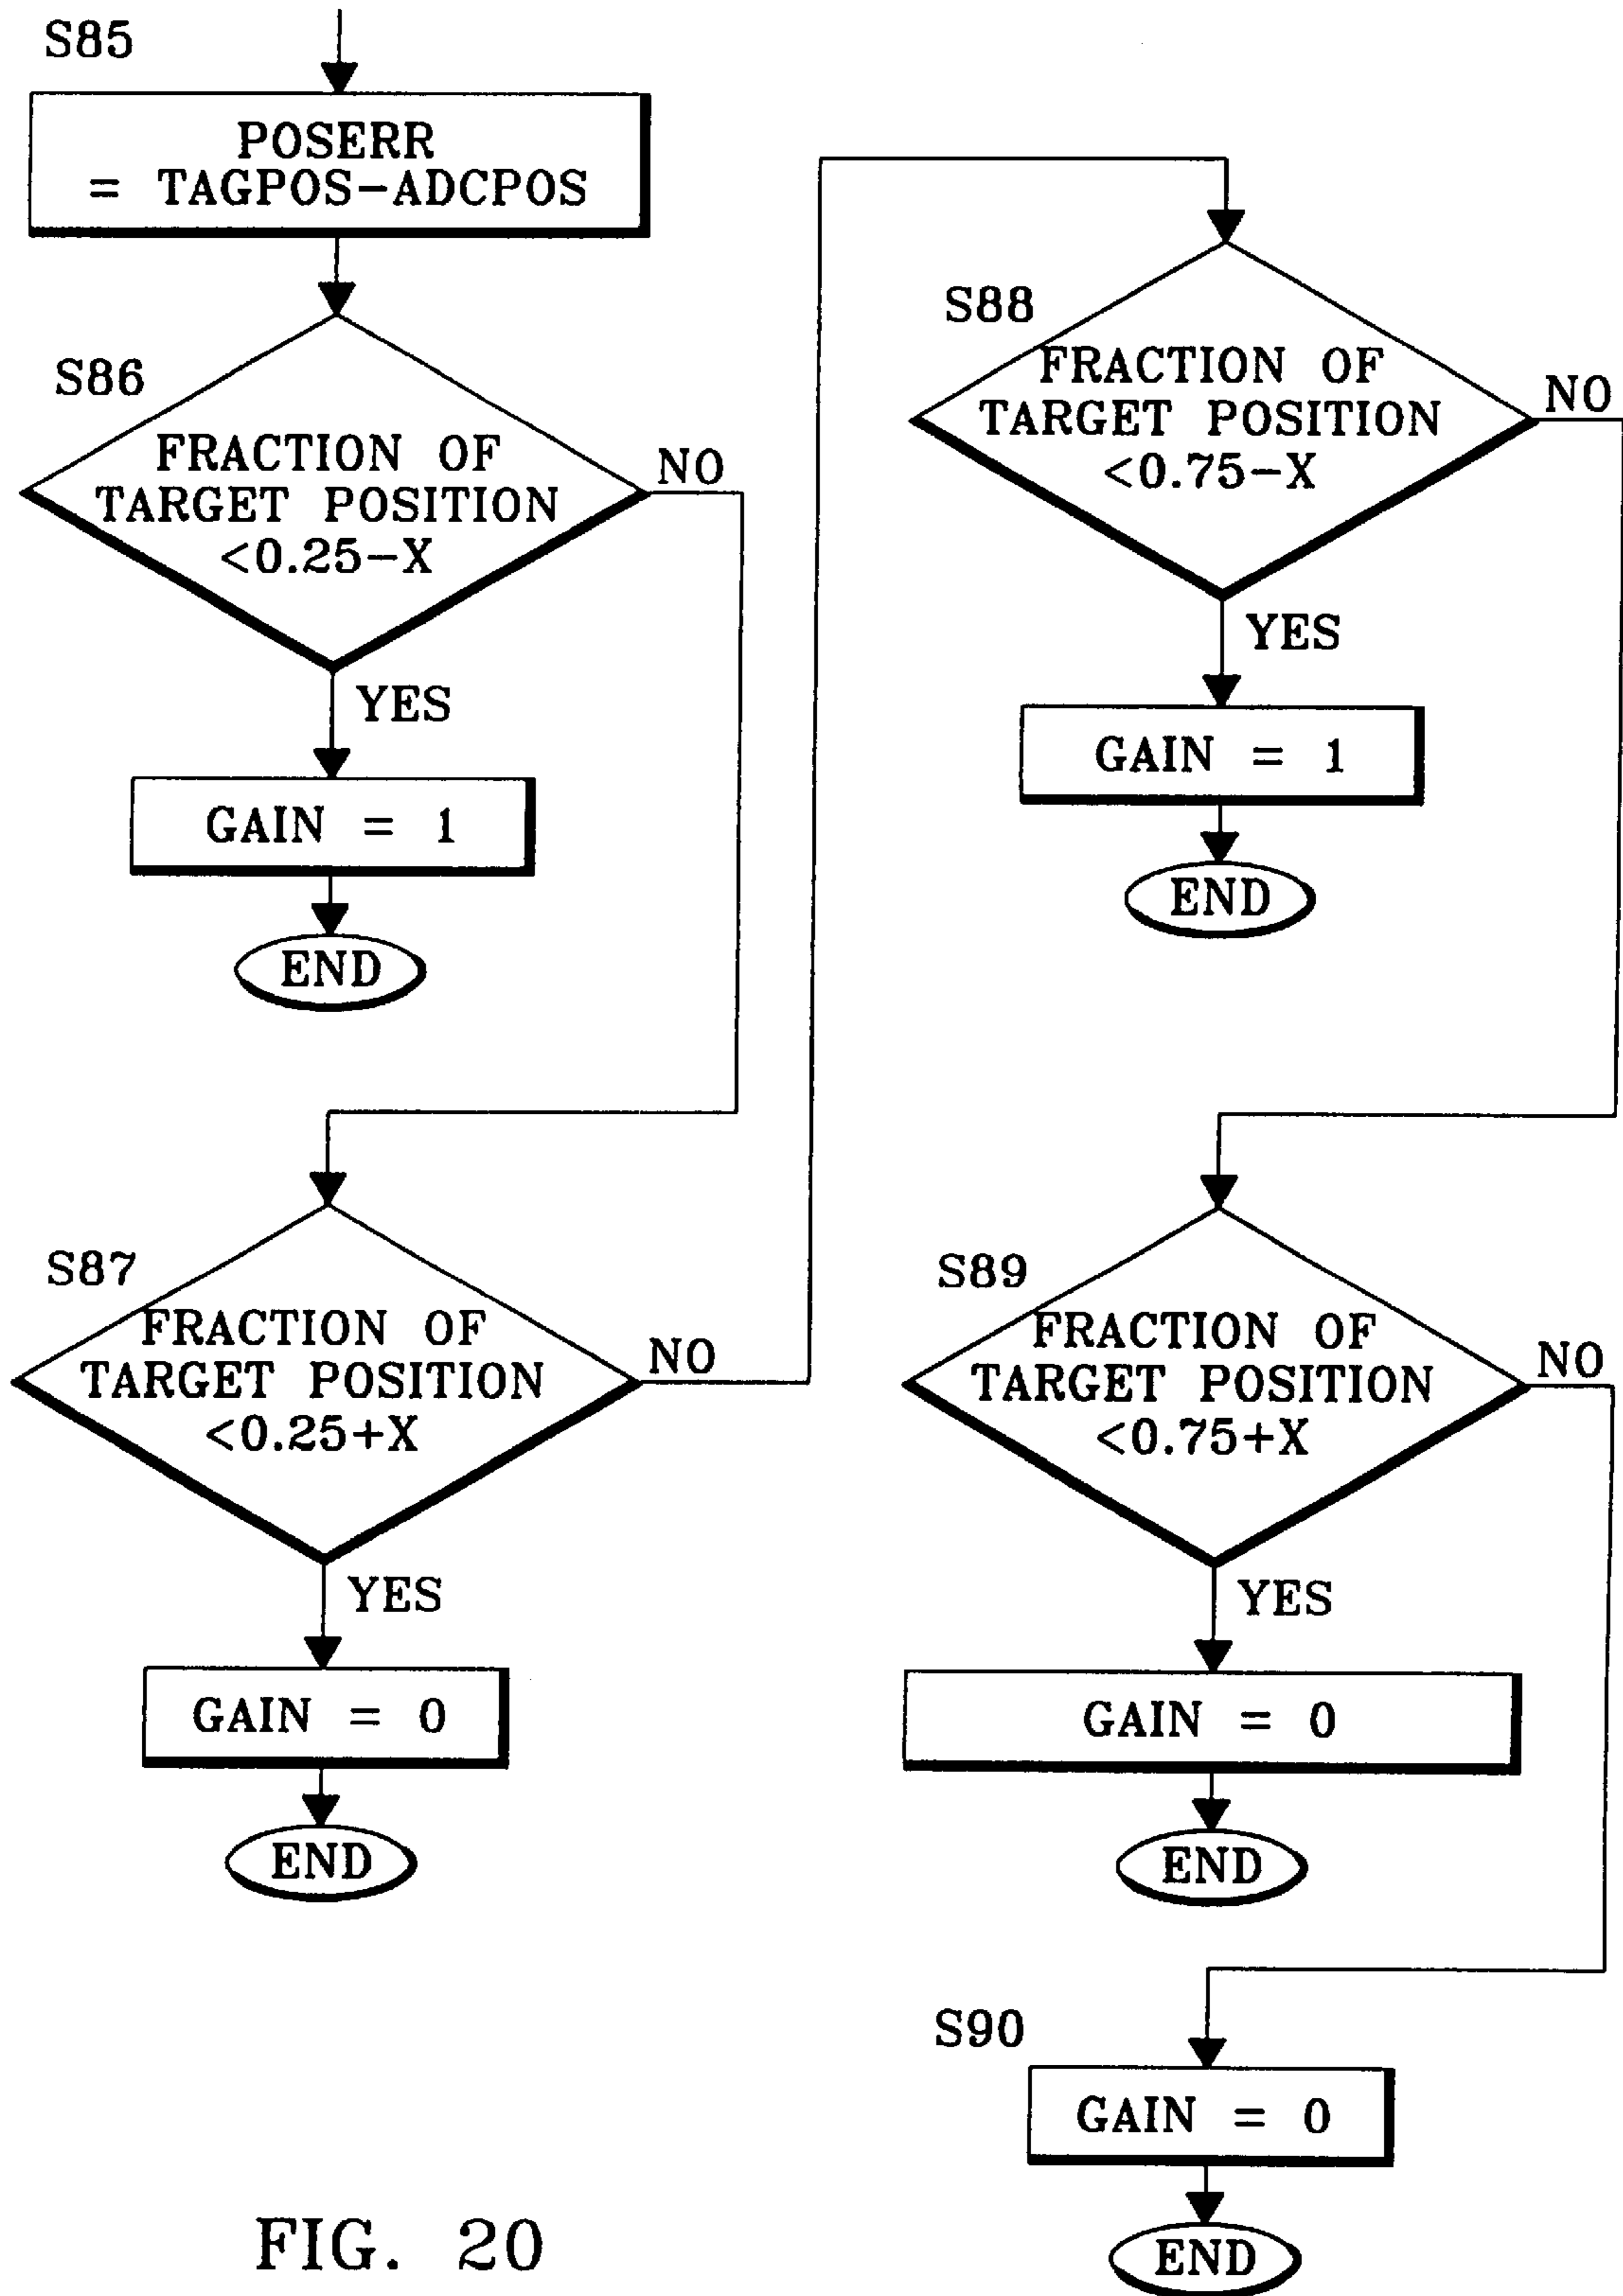 S85
POSERR
= TAGPOS-ADCPOS
S86
FRACTION OF
TARGET POSITION
<0.25-X
NO
YES
GAIN = 1
END
S87
FRACTION OF
TARGET POSITION
<0.25+X
NO
YES
GAIN = 0
END
S88
FRACTION OF
TARGET POSITION
<0.75-X
NO
YES
GAIN = 1
END
S89
FRACTION OF
TARGET POSITION
<0.75+X
NO
YES
GAIN = 0
END
S90
GAIN = 0
END
FIG. 20